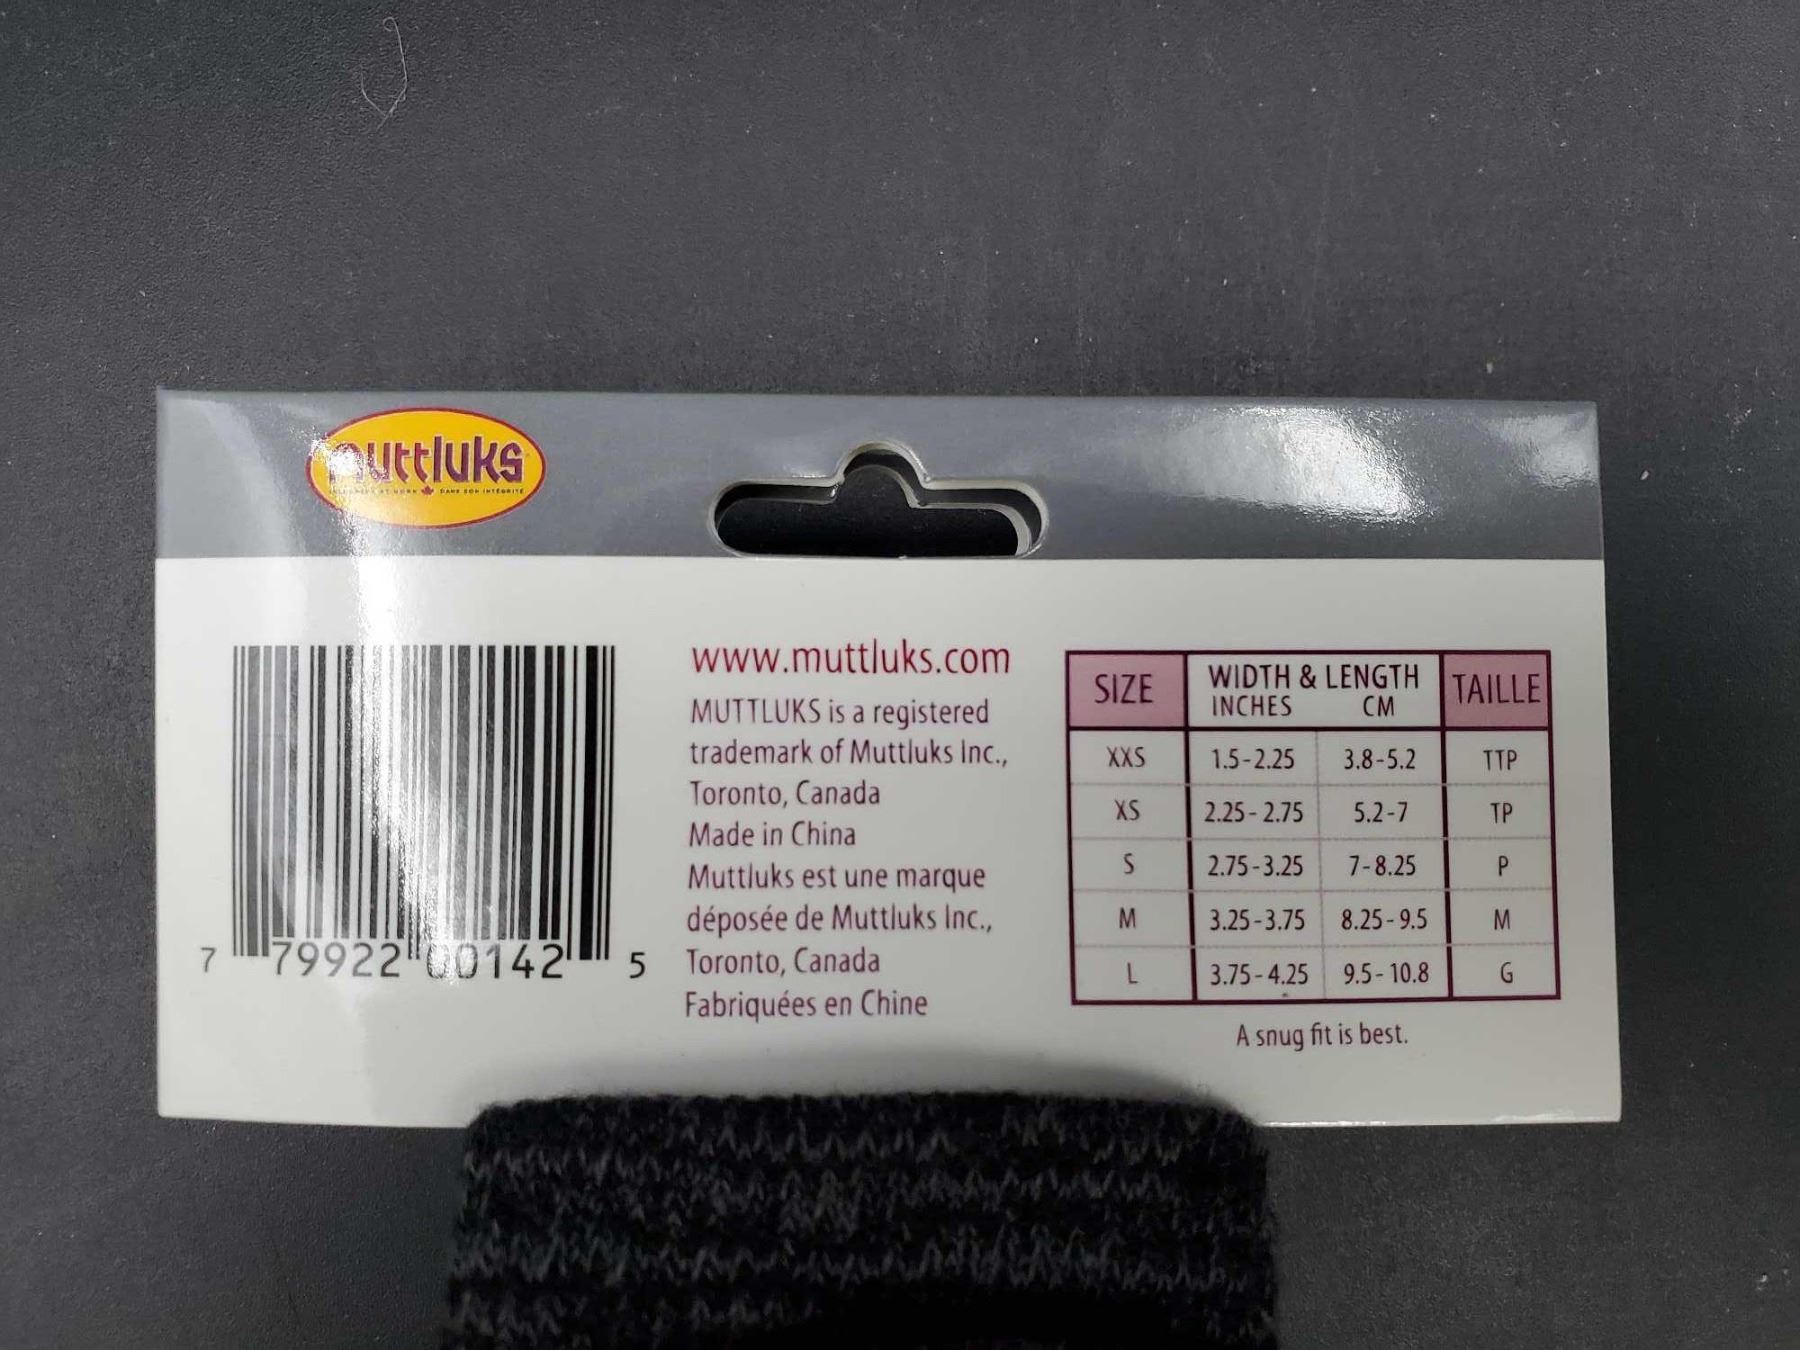 muttluks
DANS SON INTÉGRITÉ
7 79922 00142 5
www.muttluks.com
MUTTLUKS is a registered
trademark of Muttluks Inc.,
Toronto, Canada
Made in China
Muttluks est une marque
déposée de Muttluks Inc.,
Toronto, Canada
Fabriquées en Chine
SIZE WIDTH & LENGTH TAILLE
INCHES CM
XXS 1.5-2.25 3.8-5.2 TTP
XS 2.25-2.75 5.2-7 TP
S 2.75-3.25 7-8.25 P
M 3.25-3.75 8.25-9.5 M
L 3.75-4.25 9.5-10.8 G
A snug fit is best.